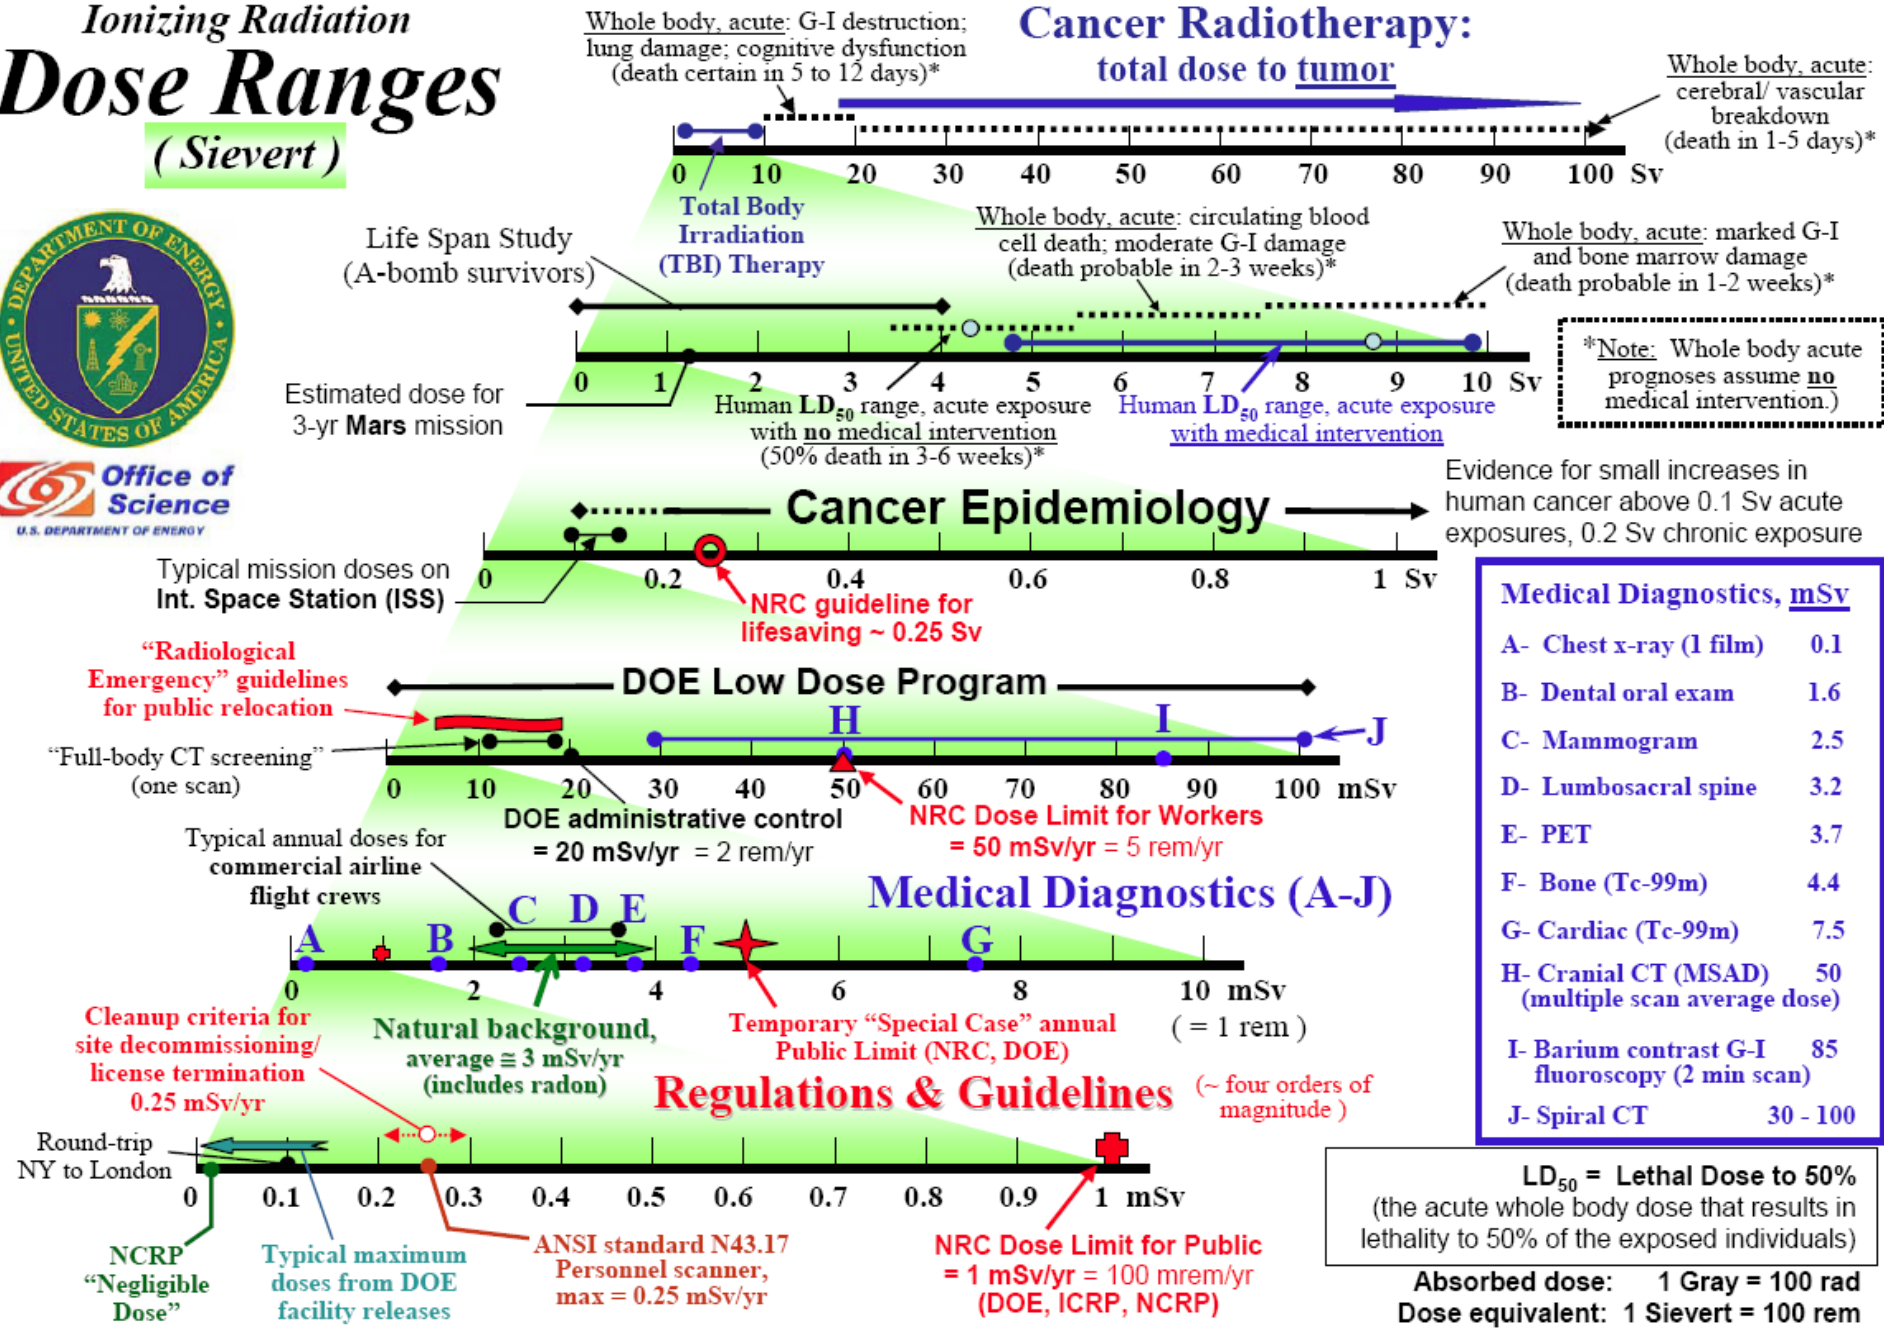 Ionizing Radiation
Dose Ranges
( Sievert )
DEPARTMENT OF ENERGY
UNITED STATES OF AMERICA
Office of
Science
U.S. DEPARTMENT OF ENERGY
Whole body, acute: G-I destruction;
lung damage; cognitive dysfunction
(death certain in 5 to 12 days)*
Cancer Radiotherapy:
total dose to tumor
Whole body, acute:
cerebral/ vascular
breakdown
(death in 1-5 days)*
0 10 20 30 40 50 60 70 80 90 100 Sv
Total Body
Irradiation
(TBI) Therapy
Life Span Study
(A-bomb survivors)
Whole body, acute: circulating blood
cell death; moderate G-I damage
(death probable in 2-3 weeks)*
Whole body, acute: marked G-I
and bone marrow damage
(death probable in 1-2 weeks)*
*Note: Whole body acute
prognoses assume no
medical intervention.)
0 1 2 3 4 5 6 7 8 9 10 Sv
Estimated dose for
3-yr Mars mission
Human LD50 range, acute exposure
with no medical intervention
(50% death in 3-6 weeks)*
Human LD50 range, acute exposure
with medical intervention
Cancer Epidemiology
Evidence for small increases in
human cancer above 0.1 Sv acute
exposures, 0.2 Sv chronic exposure
0 0.2 0.4 0.6 0.8 1 Sv
Typical mission doses on
Int. Space Station (ISS)
NRC guideline for
lifesaving ~ 0.25 Sv
"Radiological
Emergency" guidelines
for public relocation
DOE Low Dose Program
H I J
"Full-body CT screening"
(one scan)
0 10 20 30 40 50 60 70 80 90 100 mSv
DOE administrative control
= 20 mSv/yr = 2 rem/yr
NRC Dose Limit for Workers
= 50 mSv/yr = 5 rem/yr
Typical annual doses for
commercial airline
flight crews
Medical Diagnostics (A-J)
A B C D E F G
0 2 4 6 8 10 mSv
( = 1 rem )
Cleanup criteria for
site decommissioning/
license termination
0.25 mSv/yr
Natural background,
average ≅ 3 mSv/yr
(includes radon)
Temporary "Special Case" annual
Public Limit (NRC, DOE)
Regulations & Guidelines
(~ four orders of
magnitude )
Round-trip
NY to London
0 0.1 0.2 0.3 0.4 0.5 0.6 0.7 0.8 0.9 1 mSv
NCRP
"Negligible
Dose"
Typical maximum
doses from DOE
facility releases
ANSI standard N43.17
Personnel scanner,
max = 0.25 mSv/yr
NRC Dose Limit for Public
= 1 mSv/yr = 100 mrem/yr
(DOE, ICRP, NCRP)
Medical Diagnostics, mSv
A- Chest x-ray (1 film) 0.1
B- Dental oral exam 1.6
C- Mammogram 2.5
D- Lumbosacral spine 3.2
E- PET 3.7
F- Bone (Tc-99m) 4.4
G- Cardiac (Tc-99m) 7.5
H- Cranial CT (MSAD) 50
(multiple scan average dose)
I- Barium contrast G-I 85
fluoroscopy (2 min scan)
J- Spiral CT 30 - 100
LD50 = Lethal Dose to 50%
(the acute whole body dose that results in
lethality to 50% of the exposed individuals)
Absorbed dose: 1 Gray = 100 rad
Dose equivalent: 1 Sievert = 100 rem